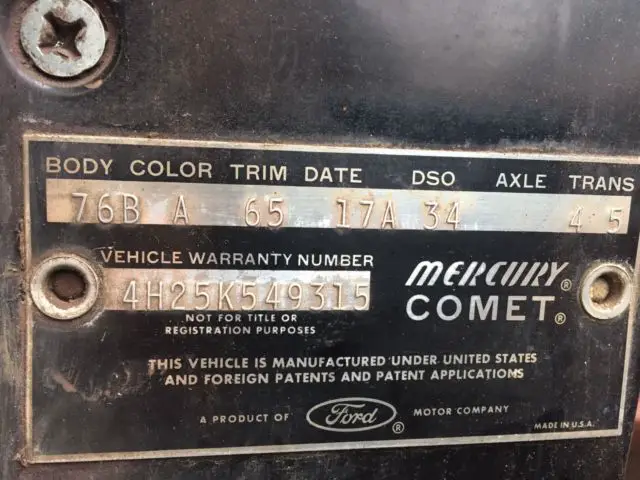 BODY COLOR TRIM DATE DSO AXLE TRANS
76B A 65 17A 34 4 5
VEHICLE WARRANTY NUMBER
4H25K549315
NOT FOR TITLE OR
REGISTRATION PURPOSES
MERCURY®
COMET®
THIS VEHICLE IS MANUFACTURED UNDER UNITED STATES
AND FOREIGN PATENTS AND PATENT APPLICATIONS
A PRODUCT OF Ford® MOTOR COMPANY
MADE IN U.S.A.